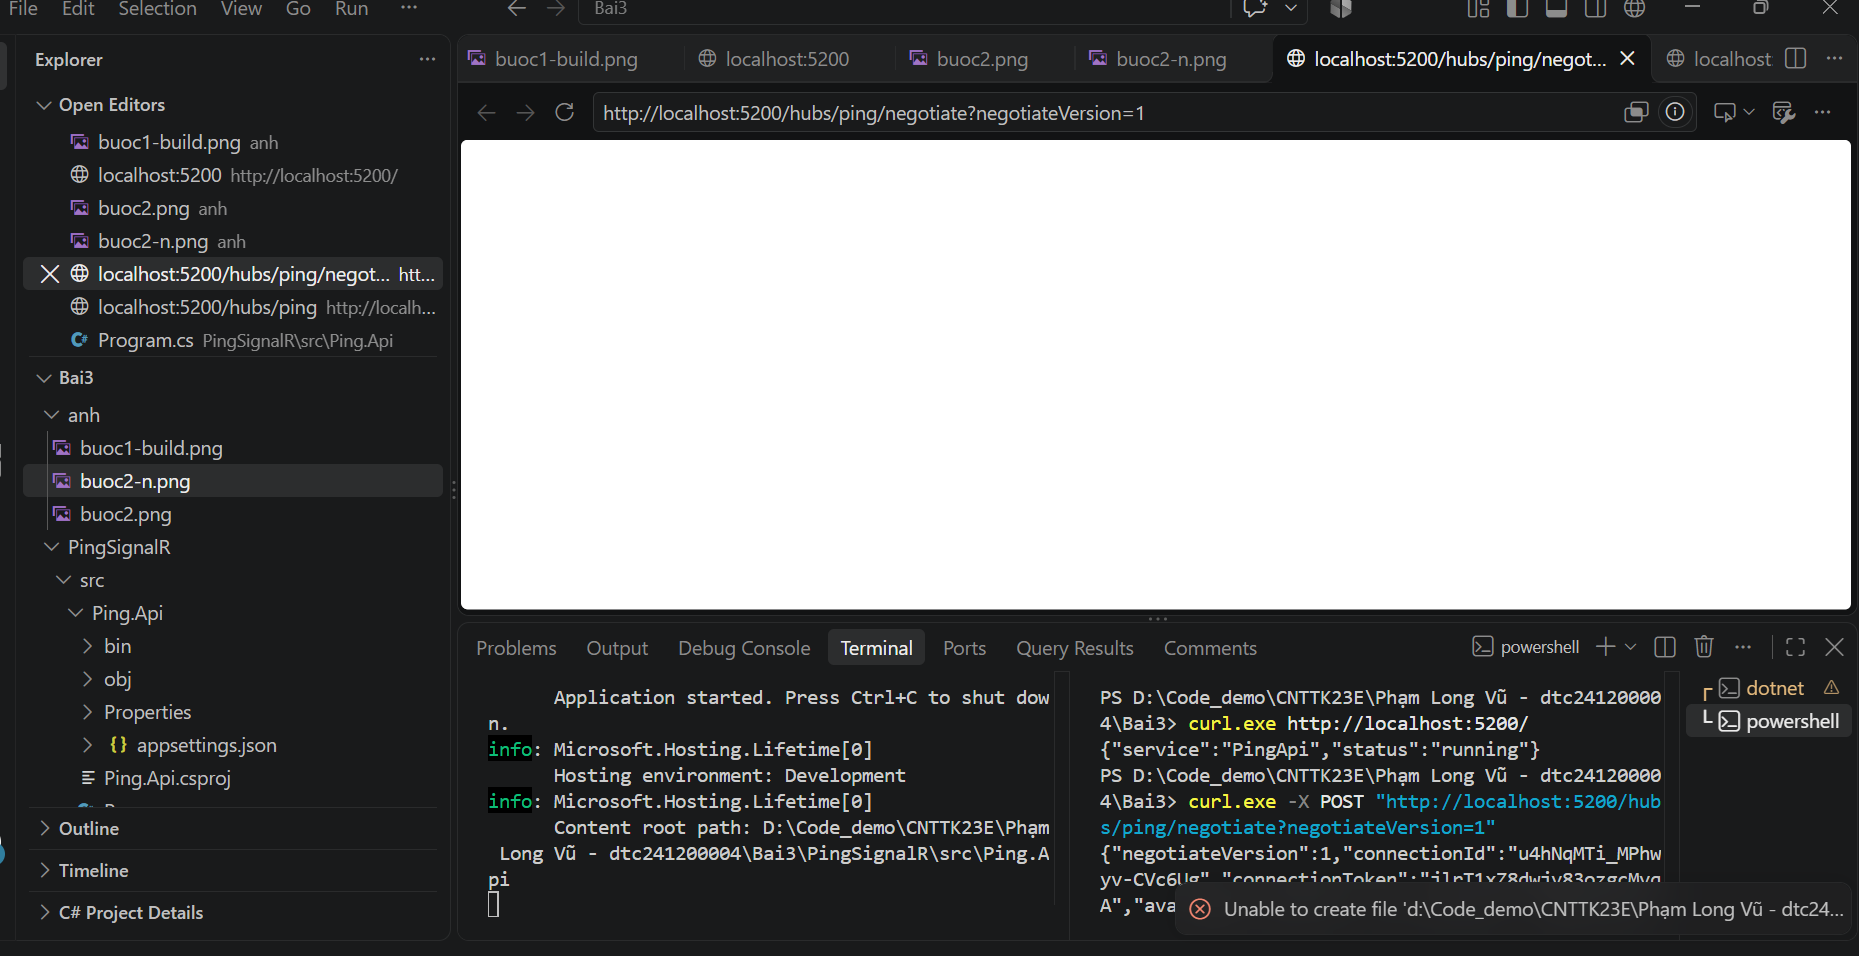 File Edit Selection View Go Run ···
Bai3
Explorer ···
Open Editors
buoc1-build.png anh
localhost:5200 http://localhost:5200/
buoc2.png anh
buoc2-n.png anh
localhost:5200/hubs/ping/negot... htt...
localhost:5200/hubs/ping http://localh...
C# Program.cs PingSignalR\src\Ping.Api
Bai3
anh
buoc1-build.png
buoc2-n.png
buoc2.png
PingSignalR
src
Ping.Api
bin
obj
Properties
{} appsettings.json
Ping.Api.csproj
Outline
Timeline
C# Project Details
buoc1-build.png localhost:5200 buoc2.png buoc2-n.png localhost:5200/hubs/ping/negot... localhost: ···
http://localhost:5200/hubs/ping/negotiate?negotiateVersion=1
Problems Output Debug Console Terminal Ports Query Results Comments powershell
Application started. Press Ctrl+C to shut dow
n.
info: Microsoft.Hosting.Lifetime[0]
Hosting environment: Development
info: Microsoft.Hosting.Lifetime[0]
Content root path: D:\Code_demo\CNTTK23E\Phạm
Long Vũ - dtc241200004\Bai3\PingSignalR\src\Ping.A
pi
PS D:\Code_demo\CNTTK23E\Phạm Long Vũ - dtc24120000
4\Bai3> curl.exe http://localhost:5200/
{"service":"PingApi","status":"running"}
PS D:\Code_demo\CNTTK23E\Phạm Long Vũ - dtc24120000
4\Bai3> curl.exe -X POST "http://localhost:5200/hub
s/ping/negotiate?negotiateVersion=1"
{"negotiateVersion":1,"connectionId":"u4hNqMTi_MPhw
yv-CVc6Ug","connectionToken":
A","ava
dotnet
powershell
Unable to create file 'd:\Code_demo\CNTTK23E\Phạm Long Vũ - dtc24...